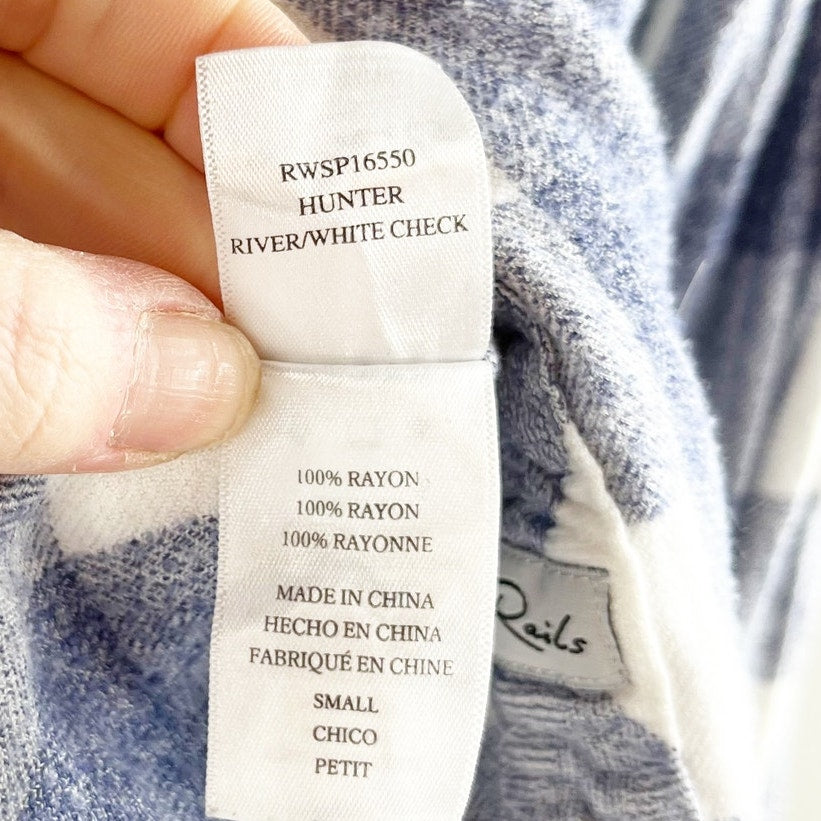 RWSP16550
HUNTER
RIVER/WHITE CHECK
100% RAYON
100% RAYON
100% RAYONNE
MADE IN CHINA
HECHO EN CHINA
FABRIQUÉ EN CHINE
SMALL
CHICO
PETIT
Rails